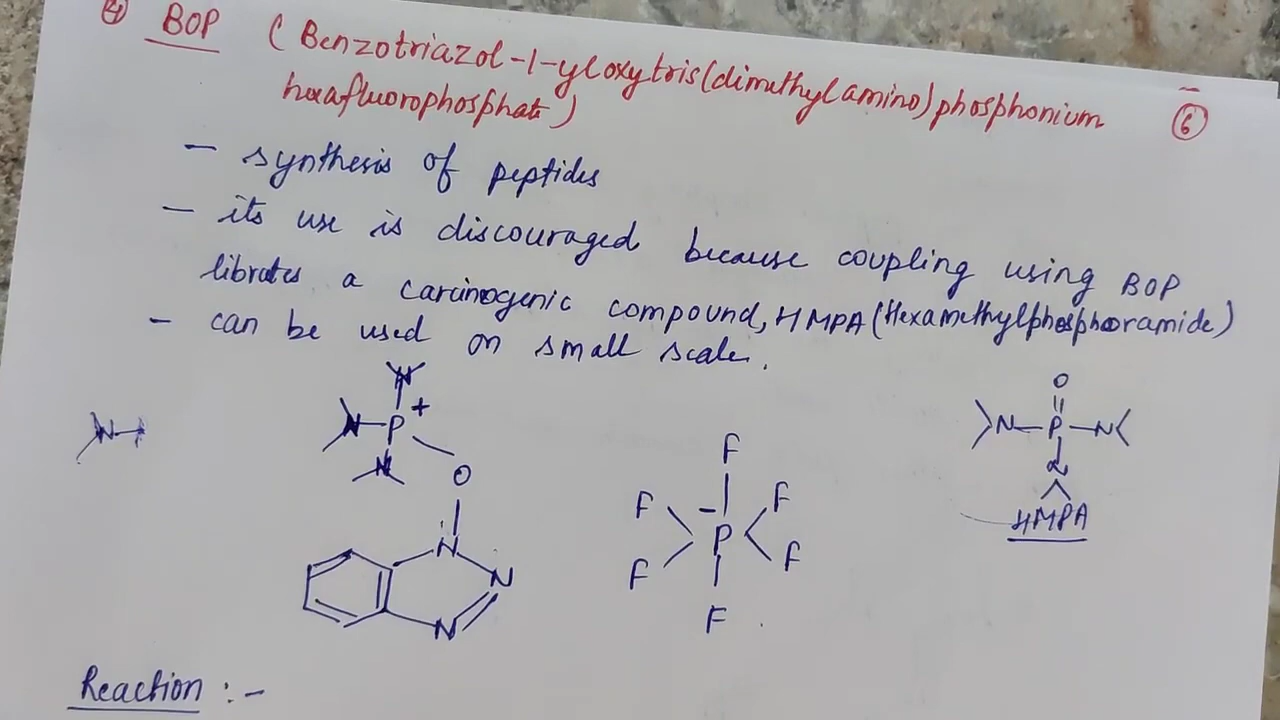 4) BOP ( Benzotriazol-1-yloxytris(dimethylamino)phosphonium
hexafluorophosphate)
6
- synthesis of peptides
- its use is discouraged because coupling using BOP
librates a carcinogenic compound, HMPA (Hexamethylphosphoramide)
- can be used on small scale.
N
N P +
N
O
N
N
N
F
F F
- P
F F
F
O
N P N
N
HMPA
N
Reaction :-